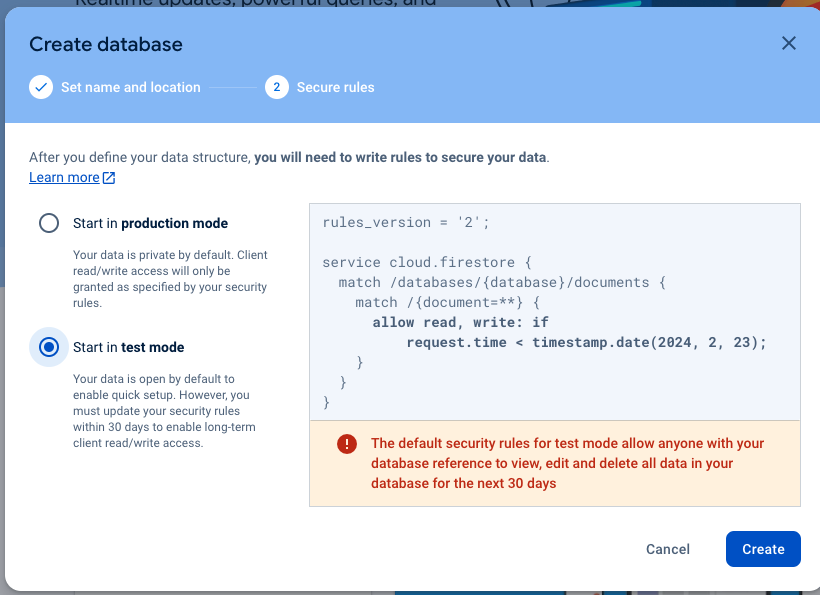 Realtime updates, powerful queries, and
Create database
Set name and location
2 Secure rules
After you define your data structure, you will need to write rules to secure your data.
Learn more
Start in production mode
Your data is private by default. Client
read/write access will only be
granted as specified by your security
rules.
Start in test mode
Your data is open by default to
enable quick setup. However, you
must update your security rules
within 30 days to enable long-term
client read/write access.
rules_version = '2';
service cloud.firestore {
  match /databases/{database}/documents {
    match /{document=**} {
      allow read, write: if
          request.time < timestamp.date(2024, 2, 23);
    }
  }
}
The default security rules for test mode allow anyone with your
database reference to view, edit and delete all data in your
database for the next 30 days
Cancel
Create